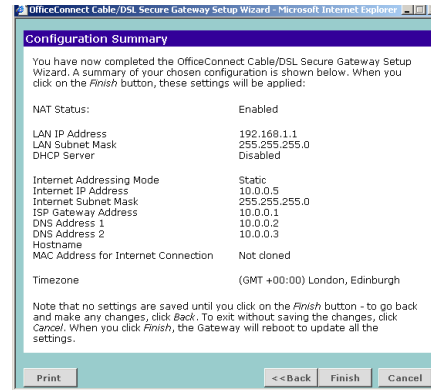 OfficeConnect Cable/DSL Secure Gateway Setup Wizard - Microsoft Internet Explorer
Configuration Summary
You have now completed the OfficeConnect Cable/DSL Secure Gateway Setup
Wizard. A summary of your chosen configuration is shown below. When you
click on the Finish button, these settings will be applied:
NAT Status: Enabled
LAN IP Address 192.168.1.1
LAN Subnet Mask 255.255.255.0
DHCP Server Disabled
Internet Addressing Mode Static
Internet IP Address 10.0.0.5
Internet Subnet Mask 255.255.255.0
ISP Gateway Address 10.0.0.1
DNS Address 1 10.0.0.2
DNS Address 2 10.0.0.3
Hostname
MAC Address for Internet Connection Not cloned
Timezone (GMT +00:00) London, Edinburgh
Note that no settings are saved until you click on the Finish button - to go back
and make any changes, click Back. To exit without saving the changes, click
Cancel. When you click Finish, the Gateway will reboot to update all the
settings.
Print <<Back Finish Cancel